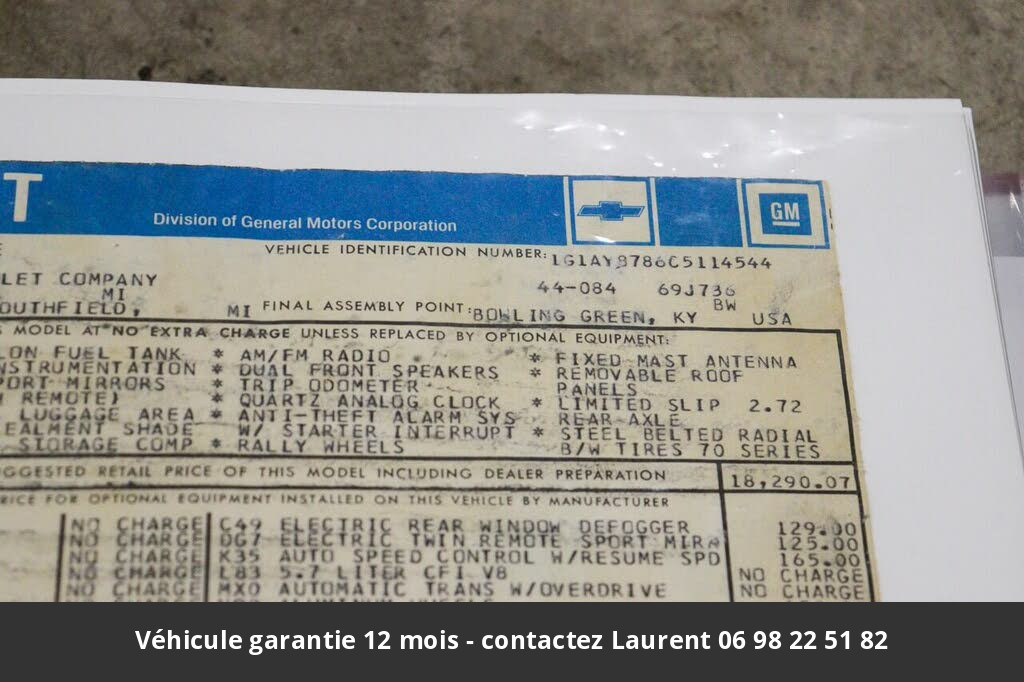 T
Division of General Motors Corporation
GM
VEHICLE IDENTIFICATION NUMBER: 1G1AY8786C5114544
LET COMPANY
44-084 69J736
MI
BW
OUTHFIELD, MI FINAL ASSEMBLY POINT: BOWLING GREEN, KY USA
S MODEL AT NO EXTRA CHARGE UNLESS REPLACED BY OPTIONAL EQUIPMENT:
LON FUEL TANK * AM/FM RADIO * FIXED MAST ANTENNA
NSTRUMENTATION * DUAL FRONT SPEAKERS * REMOVABLE ROOF
PORT MIRRORS * TRIP ODOMETER PANELS
REMOTE) * QUARTZ ANALOG CLOCK * LIMITED SLIP 2.72
LUGGAGE AREA * ANTI-THEFT ALARM SYS REAR AXLE
EALMENT SHADE W/ STARTER INTERRUPT * STEEL BELTED RADIAL
STORAGE COMP * RALLY WHEELS B/W TIRES 70 SERIES
GGESTED RETAIL PRICE OF THIS MODEL INCLUDING DEALER PREPARATION 18,290.07
RICE FOR OPTIONAL EQUIPMENT INSTALLED ON THIS VEHICLE BY MANUFACTURER
NO CHARGE C49 ELECTRIC REAR WINDOW DEFOGGER 129.00
NO CHARGE DG7 ELECTRIC TWIN REMOTE SPORT MIRR 125.00
NO CHARGE K35 AUTO SPEED CONTROL W/RESUME SPD 165.00
NO CHARGE L83 5.7 LITER CFI V8 NO CHARGE
NO CHARGE MX0 AUTOMATIC TRANS W/OVERDRIVE NO CHARGE
Véhicule garantie 12 mois - contactez Laurent 06 98 22 51 82